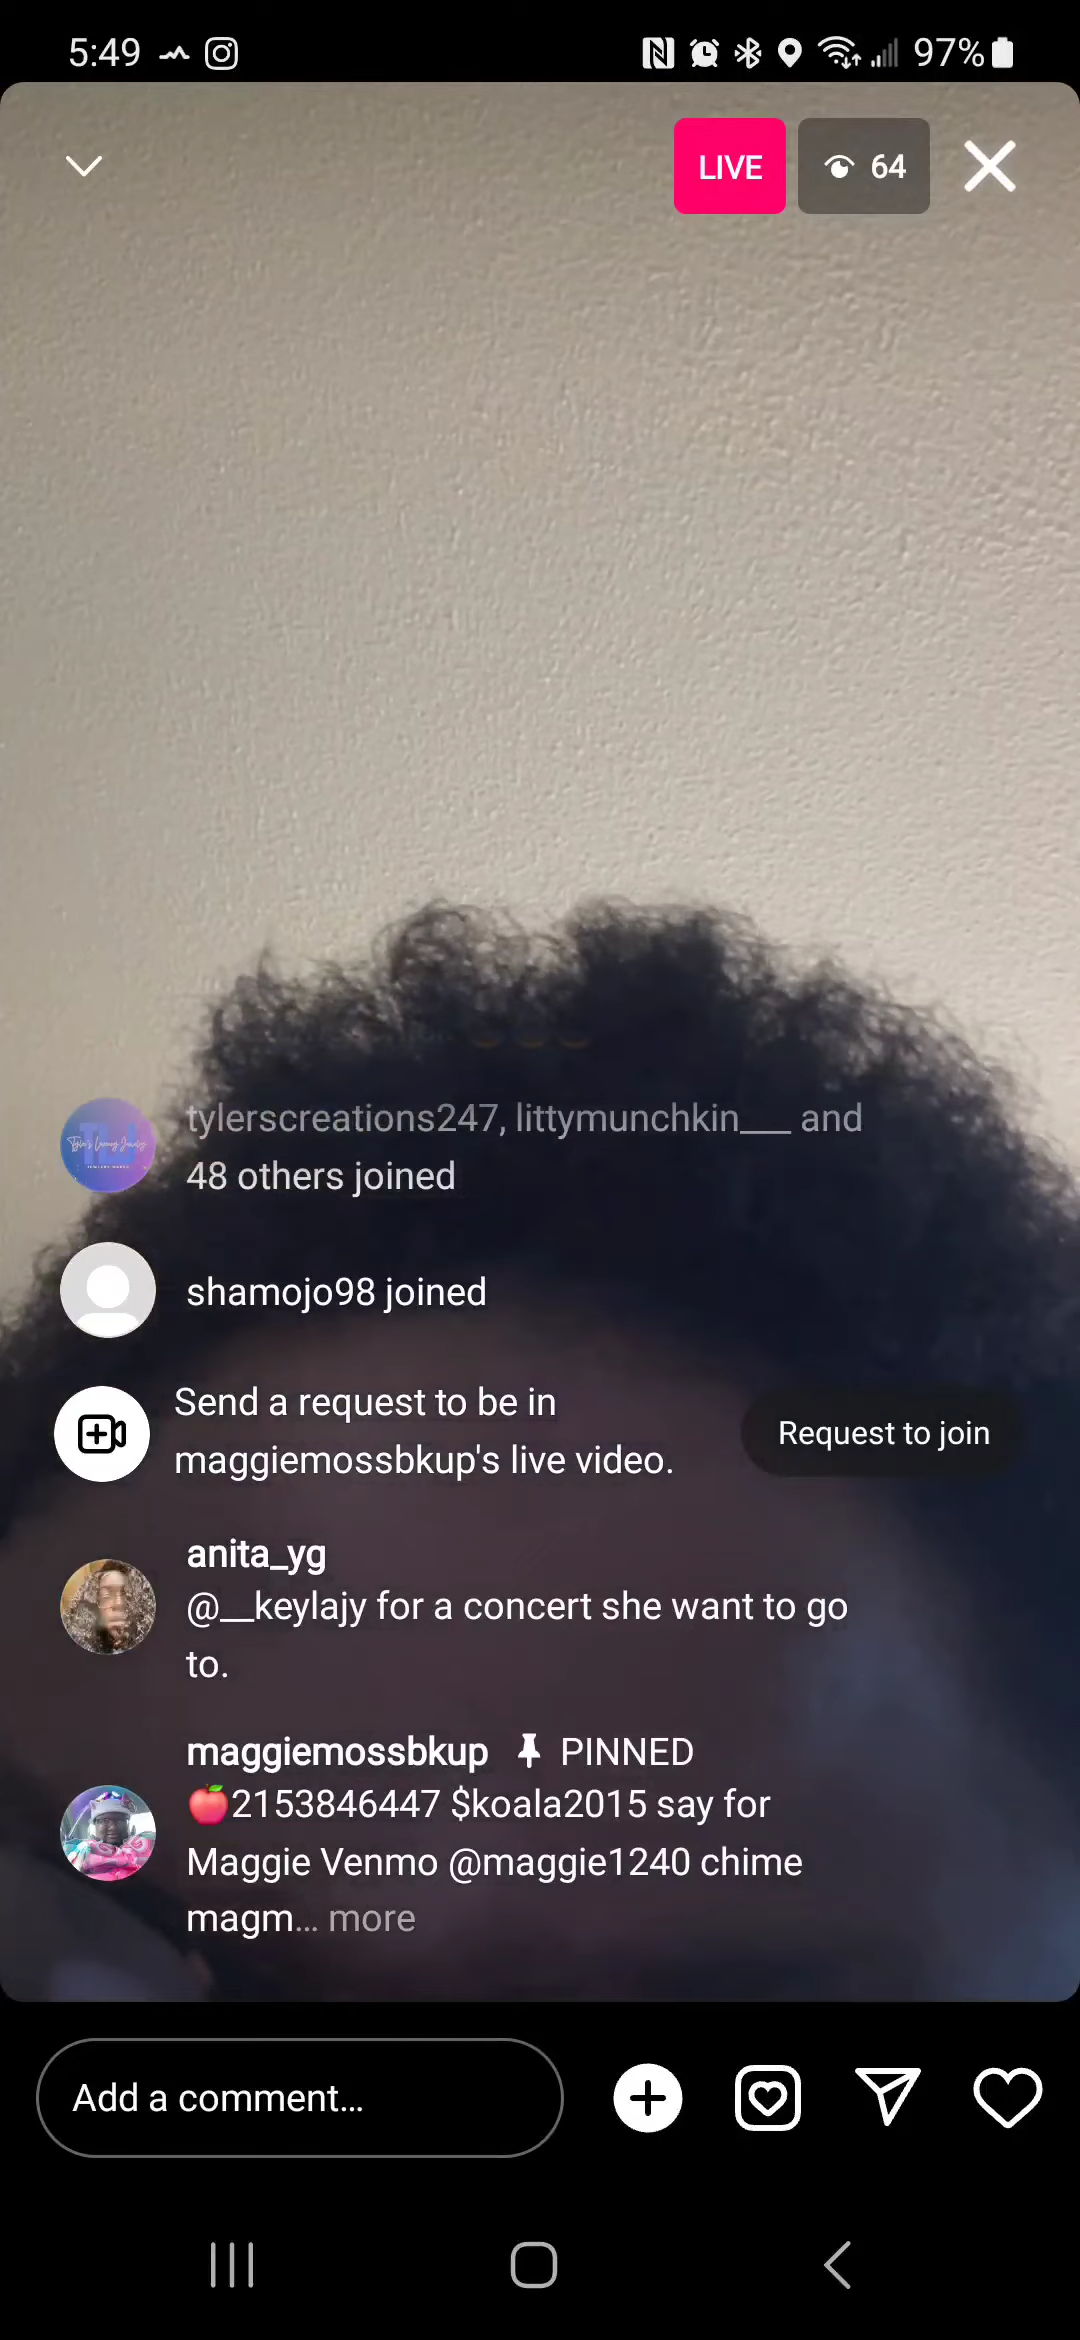 5:49
97%
LIVE
64
tylerscreations247, littymunchkin___ and
48 others joined
shamojo98 joined
Send a request to be in
maggiemossbkup's live video.
Request to join
anita_yg
@__keylajy for a concert she want to go
to.
maggiemossbkup PINNED
🍎2153846447 $koala2015 say for
Maggie Venmo @maggie1240 chime
magm... more
Add a comment...